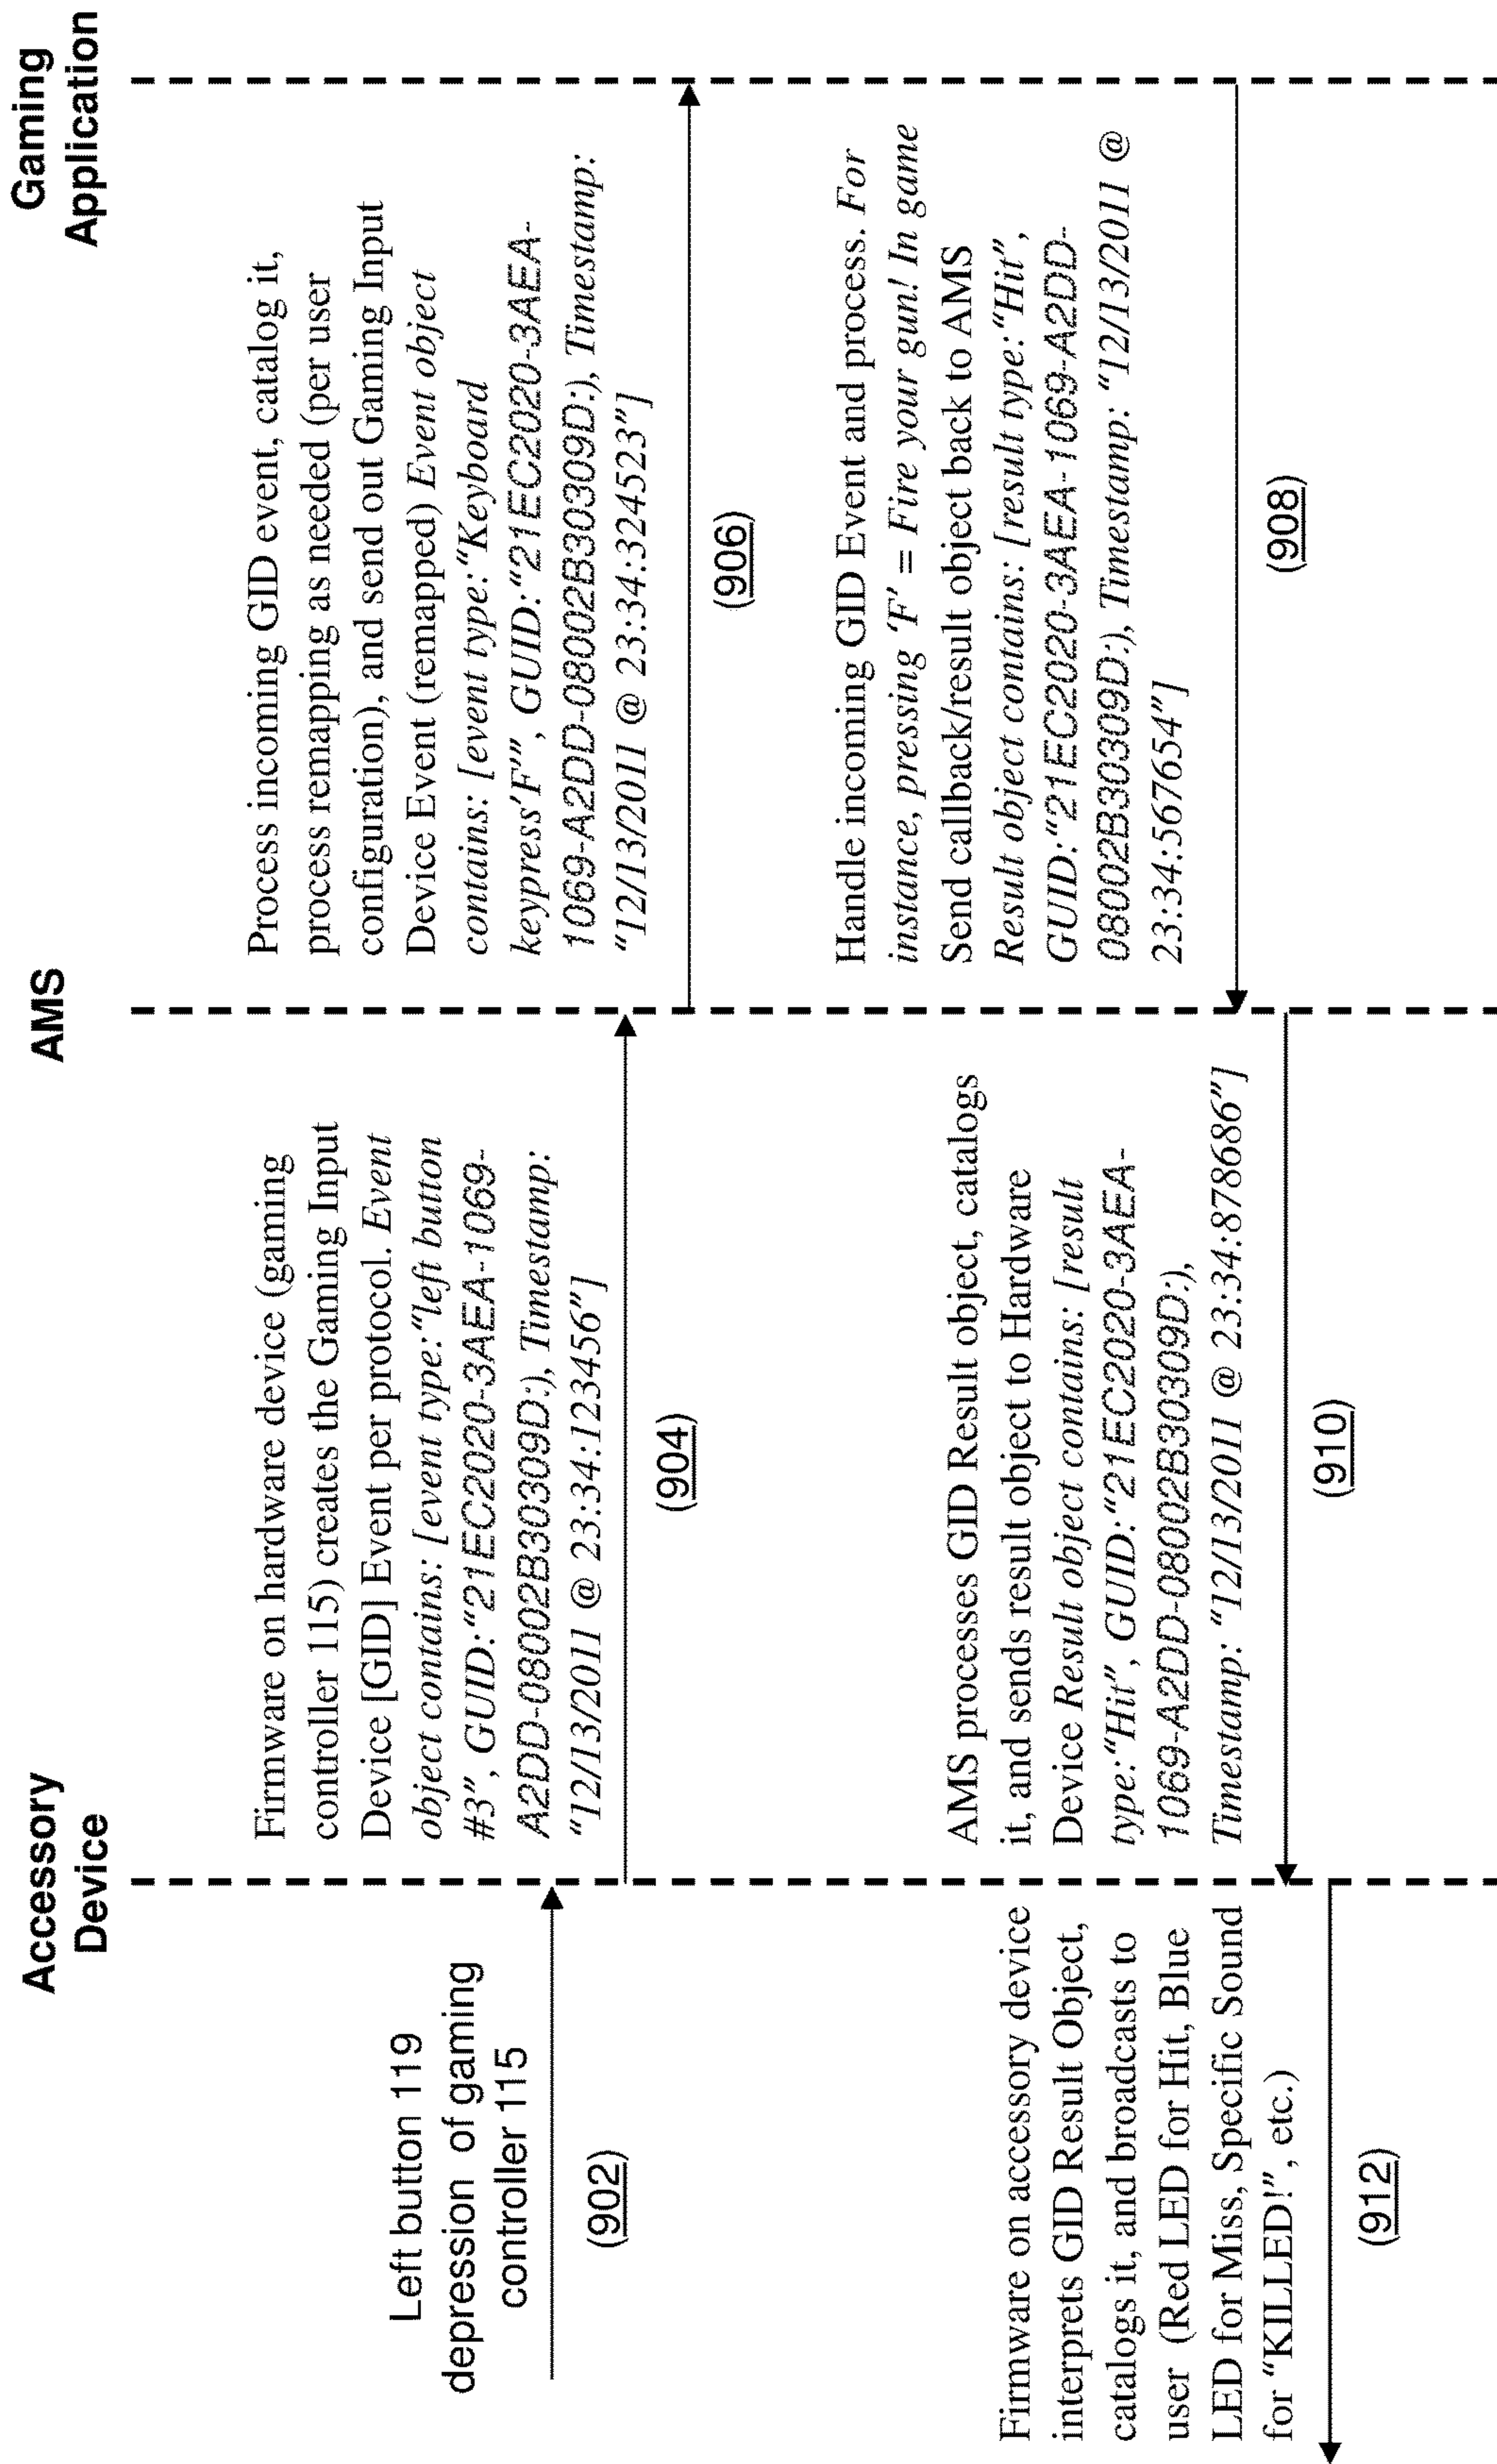 Accessory
Device
AMS
Gaming
Application
Left button 119
depression of gaming
controller 115
(902)
Firmware on hardware device (gaming
controller 115) creates the Gaming Input
Device [GID] Event per protocol. Event
object contains: [event type:“left button
#3”, GUID:“21EC2020-3AEA-1069-
A2DD-08002B30309D:), Timestamp:
“12/13/2011 @ 23:34:123456”]
(904)
Process incoming GID event, catalog it,
process remapping as needed (per user
configuration), and send out Gaming Input
Device Event (remapped) Event object
contains: [event type:“Keyboard
keypress'F'”, GUID:“21EC2020-3AEA-
1069-A2DD-08002B30309D:), Timestamp:
“12/13/2011 @ 23:34:324523”]
(906)
Handle incoming GID Event and process. For
instance, pressing 'F' = Fire your gun! In game
Send callback/result object back to AMS
Result object contains: [result type:“Hit”,
GUID:“21EC2020-3AEA-1069-A2DD-
08002B30309D:), Timestamp: “12/13/2011 @
23:34:567654”]
(908)
AMS processes GID Result object, catalogs
it, and sends result object to Hardware
Device Result object contains: [result
type:“Hit”, GUID:“21EC2020-3AEA-
1069-A2DD-08002B30309D:),
Timestamp: “12/13/2011 @ 23:34:878686”]
(910)
Firmware on accessory device
interprets GID Result Object,
catalogs it, and broadcasts to
user (Red LED for Hit, Blue
LED for Miss, Specific Sound
for “KILLED!”, etc.)
(912)